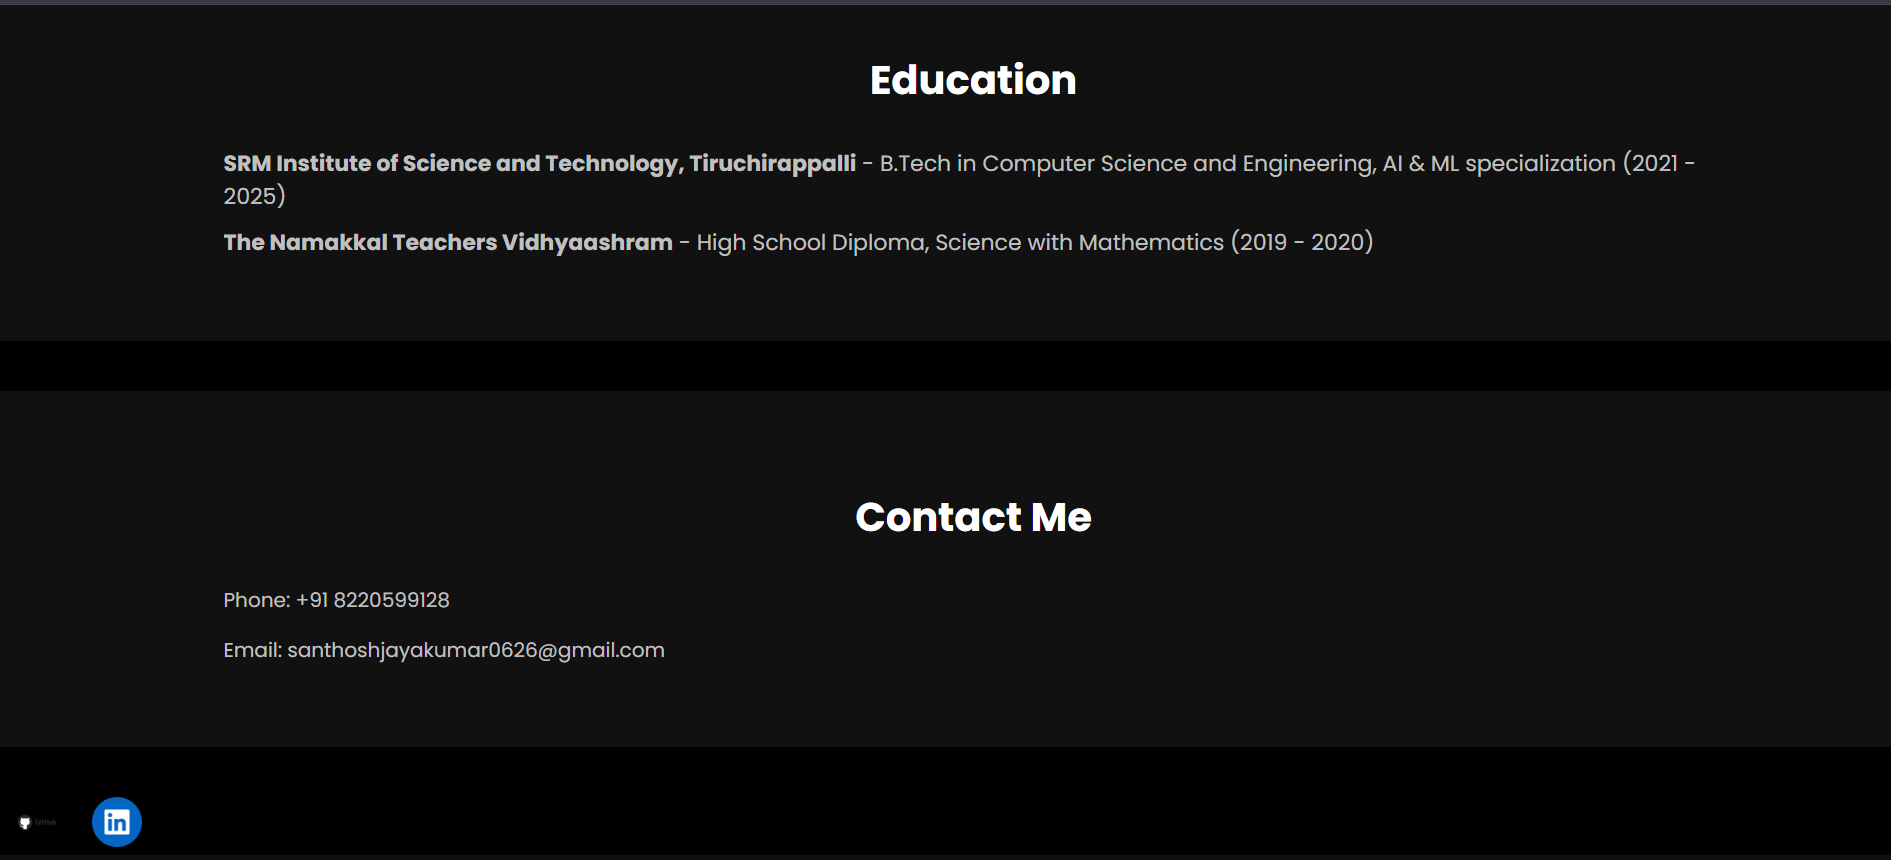 Education
SRM Institute of Science and Technology, Tiruchirappalli - B.Tech in Computer Science and Engineering, AI & ML specialization (2021 -
2025)
The Namakkal Teachers Vidhyaashram - High School Diploma, Science with Mathematics (2019 - 2020)
Contact Me
Phone: +91 8220599128
Email: santhoshjayakumar0626@gmail.com
GitHub
in